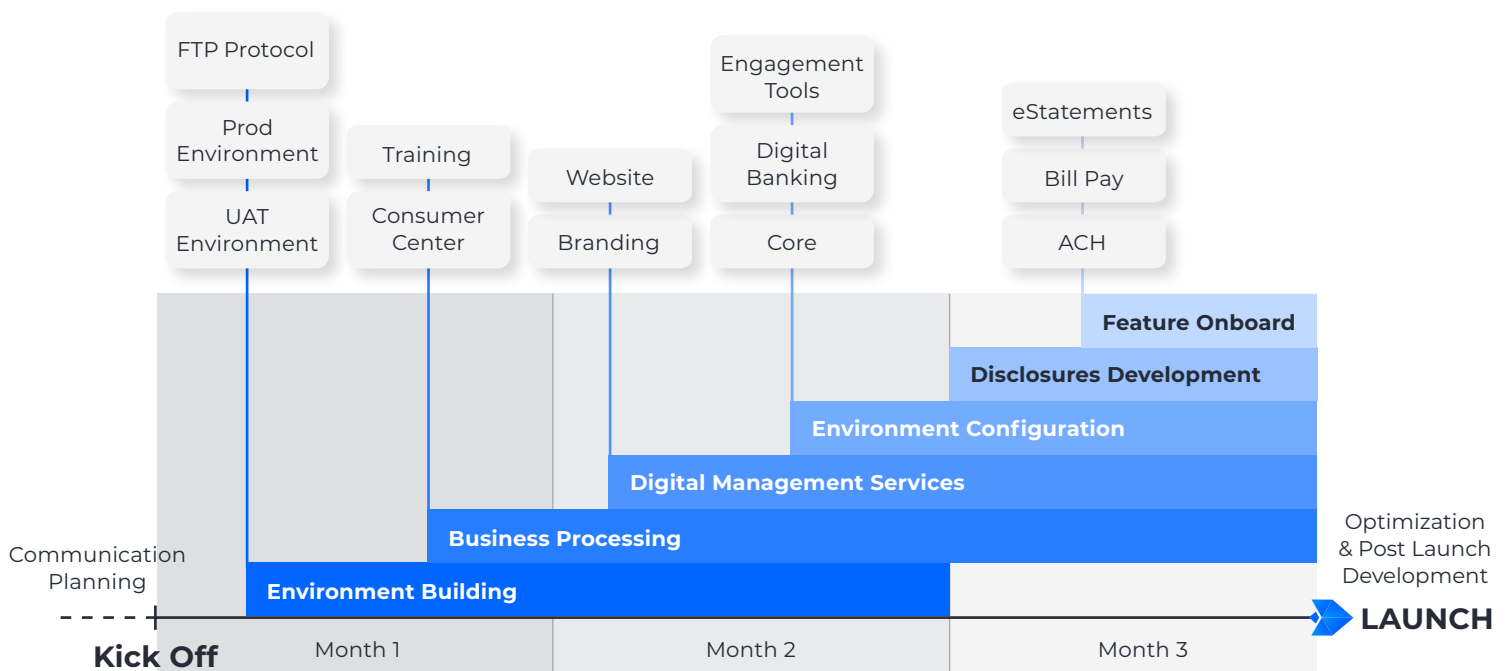 FTP Protocol
Prod
Environment
UAT
Environment
Training
Consumer
Center
Website
Branding
Engagement
Tools
Digital
Banking
Core
eStatements
Bill Pay
ACH
Feature Onboard
Disclosures Development
Environment Configuration
Digital Management Services
Business Processing
Environment Building
Communication
Planning
Kick Off
Month 1
Month 2
Month 3
Optimization
& Post Launch
Development
LAUNCH